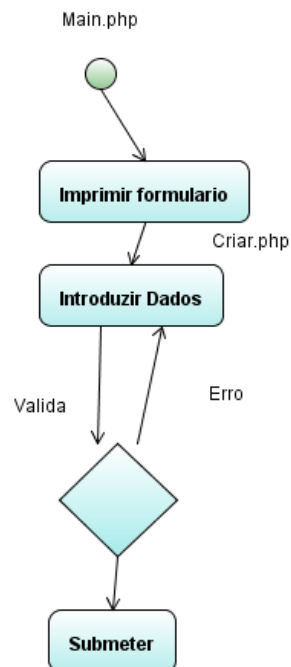 Main.php
Imprimir formulario
Criar.php
Introduzir Dados
Valida
Erro
Submeter